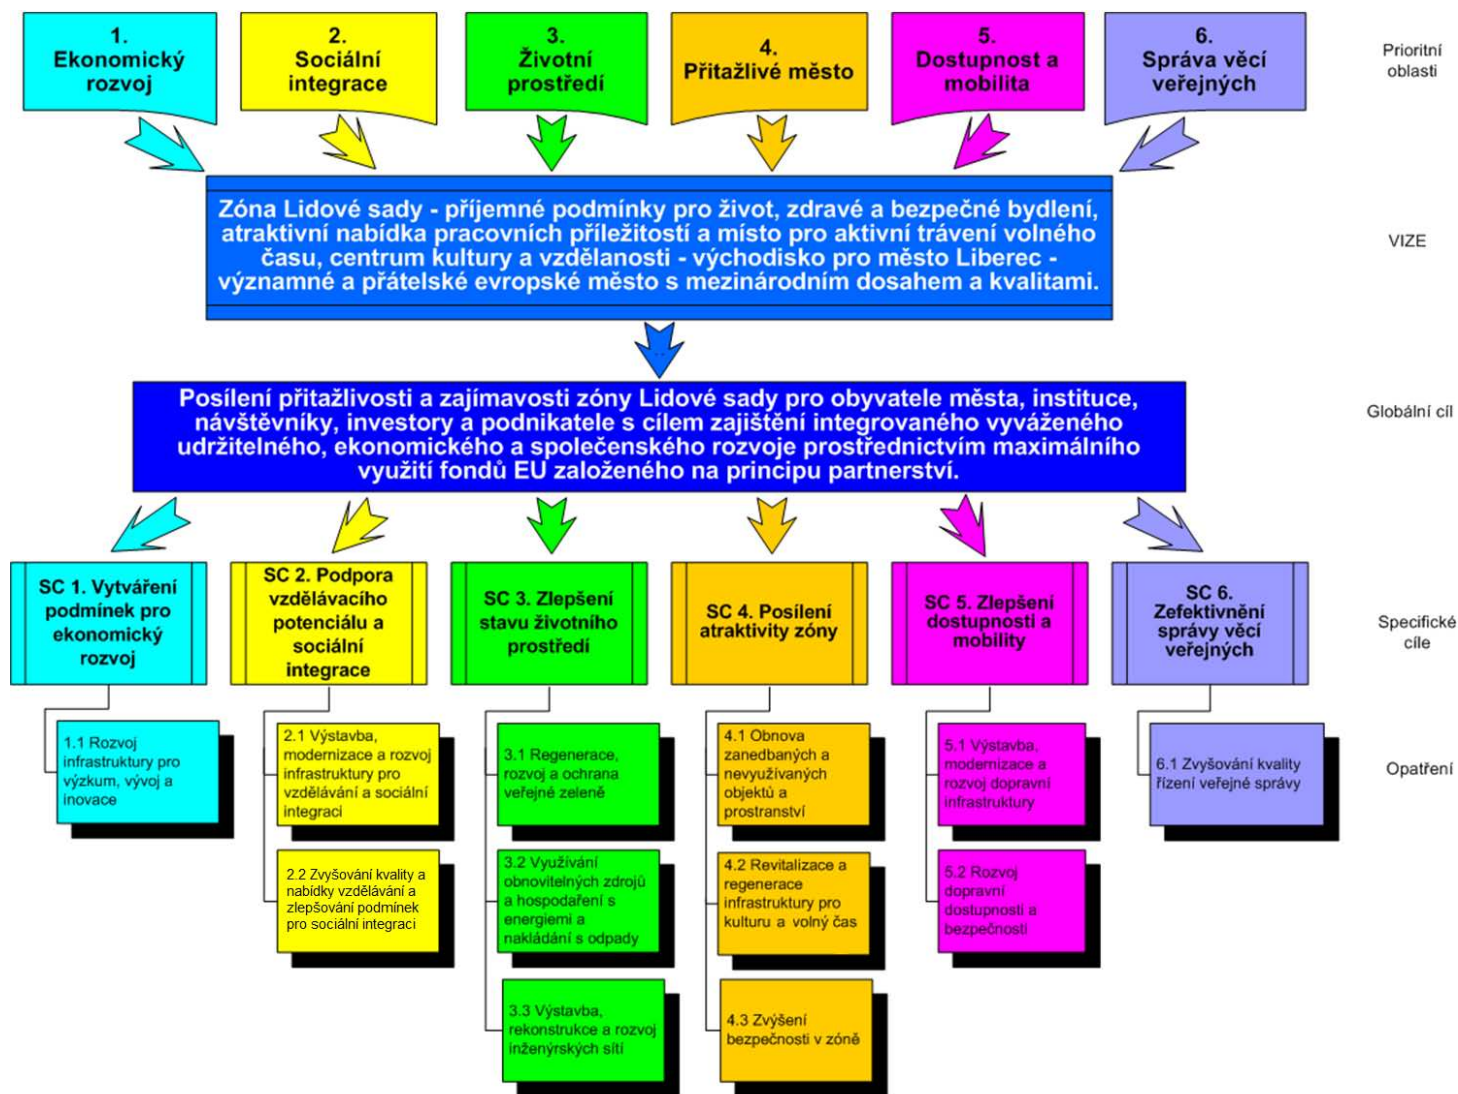 1.
Ekonomický
rozvoj
2.
Sociální
integrace
3.
Životní
prostředí
4.
Přitažlivé město
5.
Dostupnost a
mobilita
6.
Správa věcí
veřejných
Prioritní
oblasti
Zóna Lidové sady - příjemné podmínky pro život, zdravé a bezpečné bydlení,
atraktivní nabídka pracovních příležitostí a místo pro aktivní trávení volného
času, centrum kultury a vzdělanosti - východisko pro město Liberec -
významné a přátelské evropské město s mezinárodním dosahem a kvalitami.
VIZE
Posílení přitažlivosti a zajímavosti zóny Lidové sady pro obyvatele města, instituce,
návštěvníky, investory a podnikatele s cílem zajištění integrovaného vyváženého
udržitelného, ekonomického a společenského rozvoje prostřednictvím maximálního
využití fondů EU založeného na principu partnerství.
Globální cíl
SC 1. Vytváření
podmínek pro
ekonomický
rozvoj
SC 2. Podpora
vzdělávacího
potenciálu a
sociální
integrace
SC 3. Zlepšení
stavu životního
prostředí
SC 4. Posílení
atraktivity zóny
SC 5. Zlepšení
dostupnosti a
mobility
SC 6.
Zefektivnění
správy věcí
veřejných
Specifické
cíle
1.1 Rozvoj
infrastruktury pro
výzkum, vývoj a
inovace
2.1 Výstavba,
modernizace a rozvoj
infrastruktury pro
vzdělávání a sociální
integraci
3.1 Regenerace,
rozvoj a ochrana
veřejné zeleně
4.1 Obnova
zanedbaných a
nevyužívaných
objektů a
prostranství
5.1 Výstavba,
modernizace a
rozvoj dopravní
infrastruktury
6.1 Zvyšování kvality
řízení veřejné správy
Opatření
2.2 Zvyšování kvality a
nabídky vzdělávání a
zlepšování podmínek
pro sociální integraci
3.2 Využívání
obnovitelných zdrojů
a hospodaření s
energiemi a
nakládání s odpady
4.2 Revitalizace a
regenerace
infrastruktury pro
kulturu a volný čas
5.2 Rozvoj
dopravní
dostupnosti a
bezpečnosti
3.3 Výstavba,
rekonstrukce a rozvoj
inženýrských sítí
4.3 Zvýšení
bezpečnosti v zóně